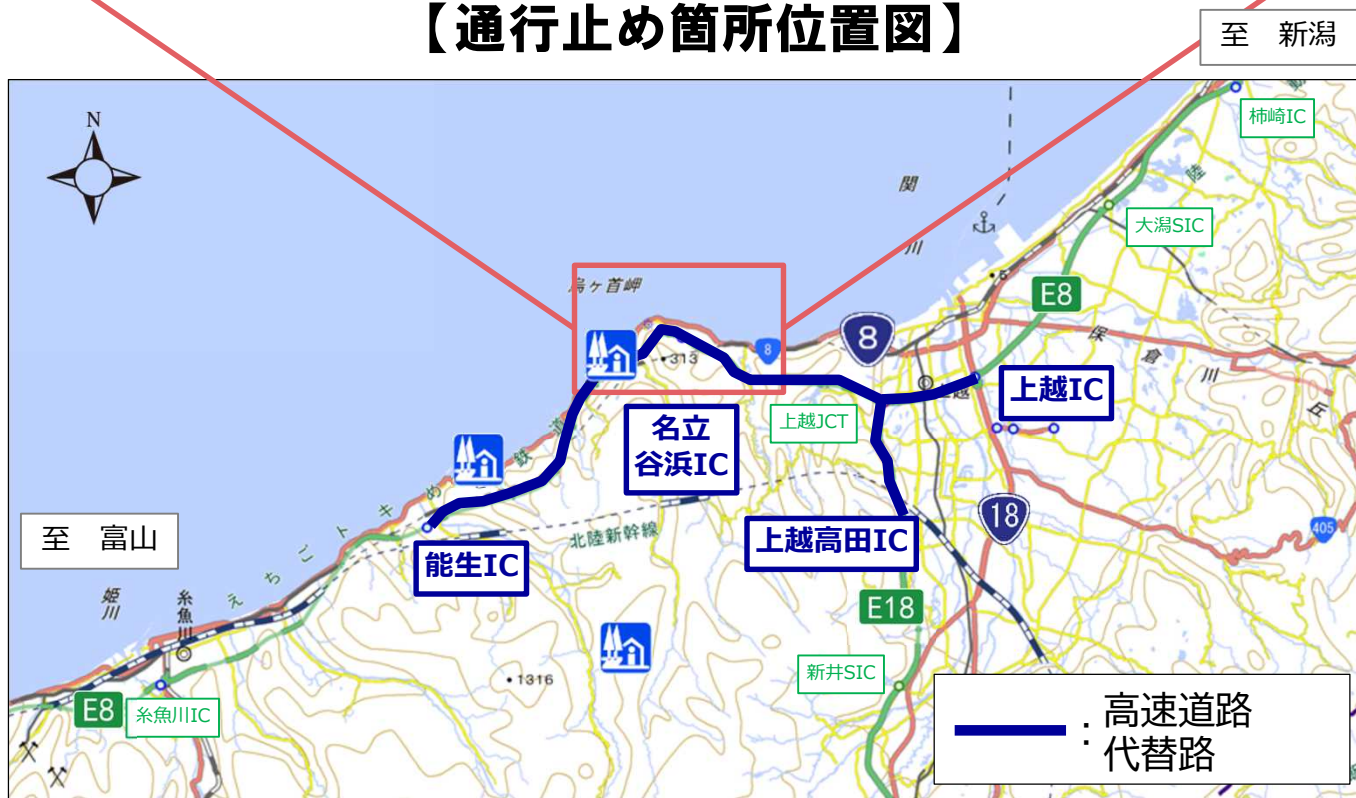 【通行止め箇所位置図】
至　新潟
N
柿崎IC
関川
大潟SIC
鳥ヶ首岬
E8
8
8
保倉川
313
上越
上越IC
名立
谷浜IC
上越JCT
18
405
至　富山
えちごトキめき鉄道
北陸新幹線
上越高田IC
能生IC
姫川
糸魚川
E18
新井SIC
1316
E8
糸魚川IC
：高速道路
代替路